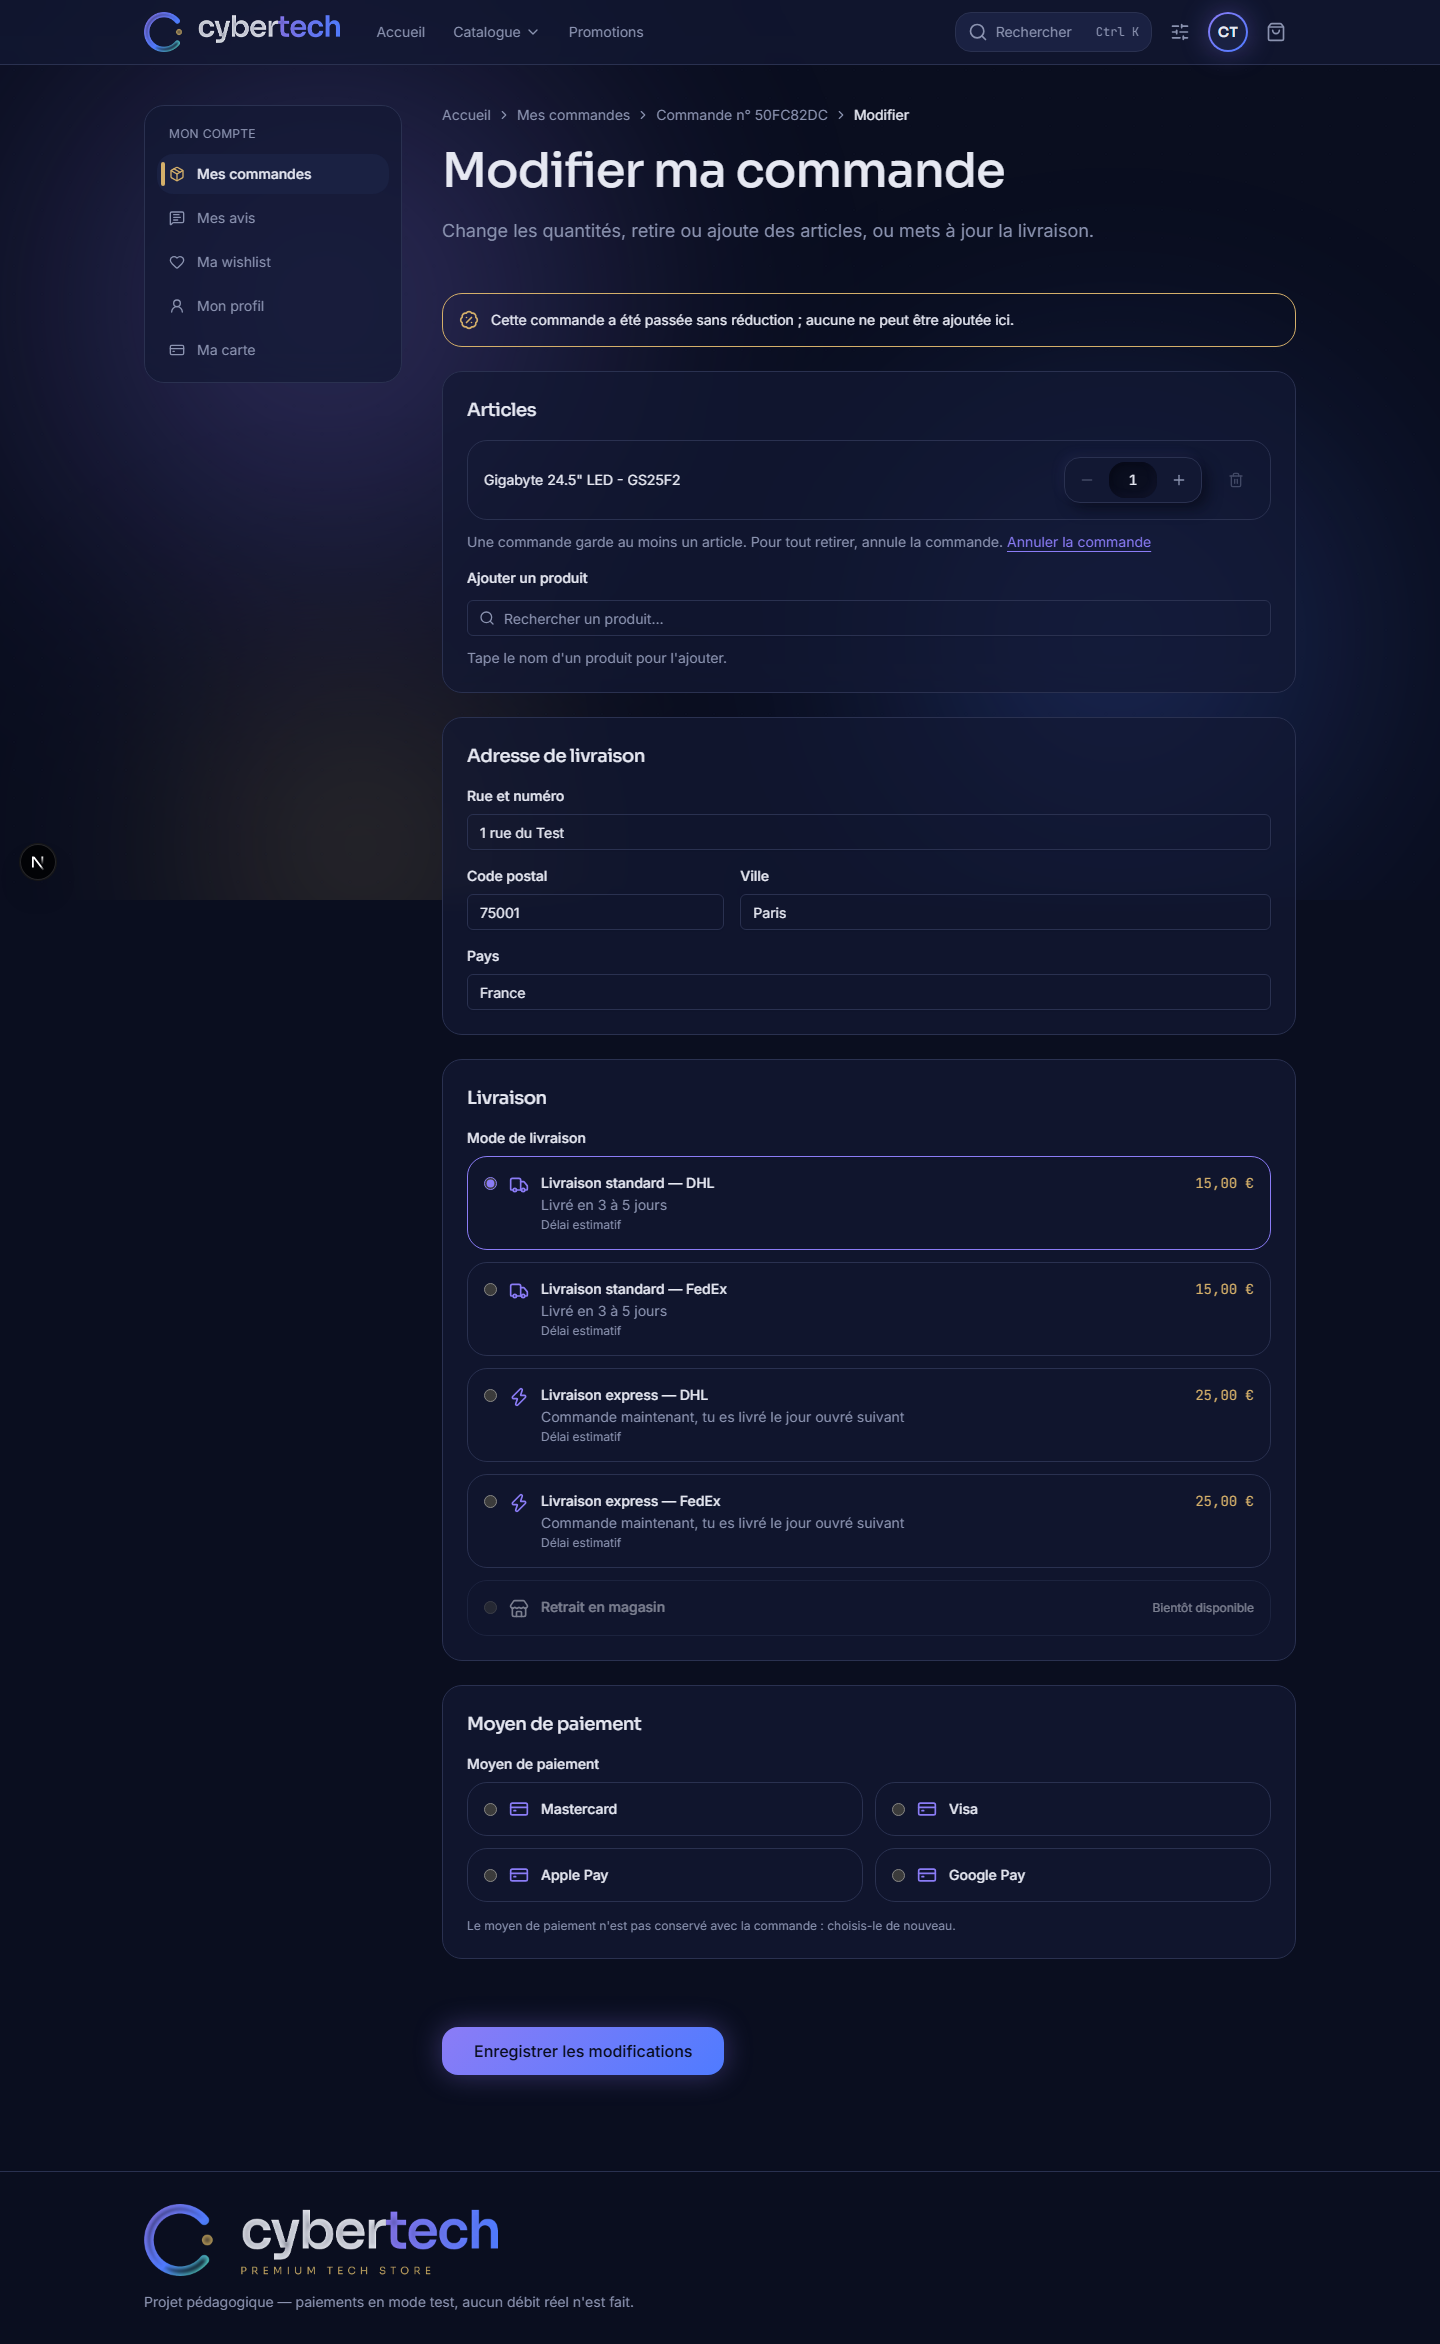 cybertech
Accueil
Catalogue
Promotions
Rechercher
Ctrl K
CT
MON COMPTE
Mes commandes
Mes avis
Ma wishlist
Mon profil
Ma carte
Accueil > Mes commandes > Commande n° 50FC82DC > Modifier
Modifier ma commande
Change les quantités, retire ou ajoute des articles, ou mets à jour la livraison.
Cette commande a été passée sans réduction ; aucune ne peut être ajoutée ici.
Articles
Gigabyte 24.5" LED - GS25F2
1
Une commande garde au moins un article. Pour tout retirer, annule la commande. Annuler la commande
Ajouter un produit
Rechercher un produit...
Tape le nom d'un produit pour l'ajouter.
Adresse de livraison
Rue et numéro
1 rue du Test
Code postal
Ville
75001
Paris
Pays
France
N
Livraison
Mode de livraison
Livraison standard — DHL
15,00 €
Livré en 3 à 5 jours
Délai estimatif
Livraison standard — FedEx
15,00 €
Livré en 3 à 5 jours
Délai estimatif
Livraison express — DHL
25,00 €
Commande maintenant, tu es livré le jour ouvré suivant
Délai estimatif
Livraison express — FedEx
25,00 €
Commande maintenant, tu es livré le jour ouvré suivant
Délai estimatif
Retrait en magasin
Bientôt disponible
Moyen de paiement
Moyen de paiement
Mastercard
Visa
Apple Pay
Google Pay
Le moyen de paiement n'est pas conservé avec la commande : choisis-le de nouveau.
Enregistrer les modifications
cybertech
PREMIUM TECH STORE
Projet pédagogique — paiements en mode test, aucun débit réel n'est fait.